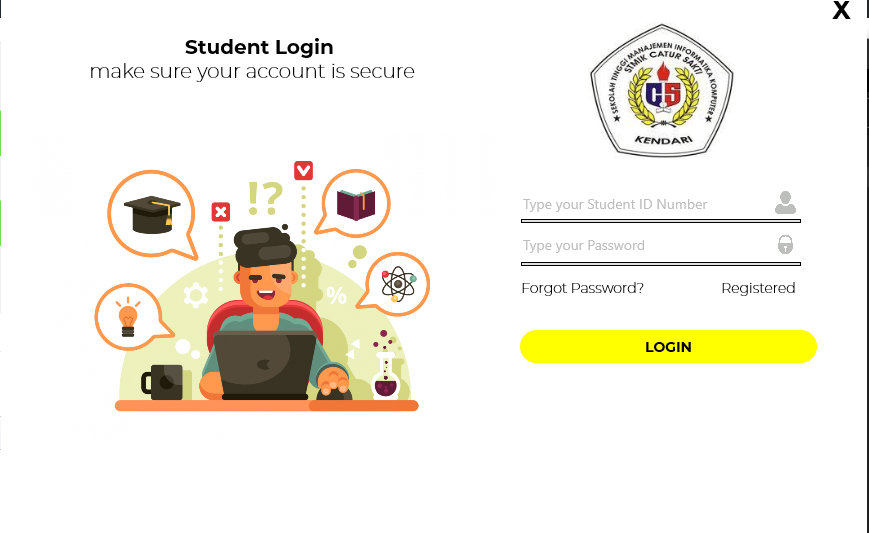 X
Student Login
make sure your account is secure
SEKOLAH TINGGI MANAJEMEN INFORMATIKA KOMPUTER
STMIK CATUR SAKTI
CS
KENDARI
!?
%
Type your Student ID Number
Type your Password
Forgot Password?
Registered
LOGIN